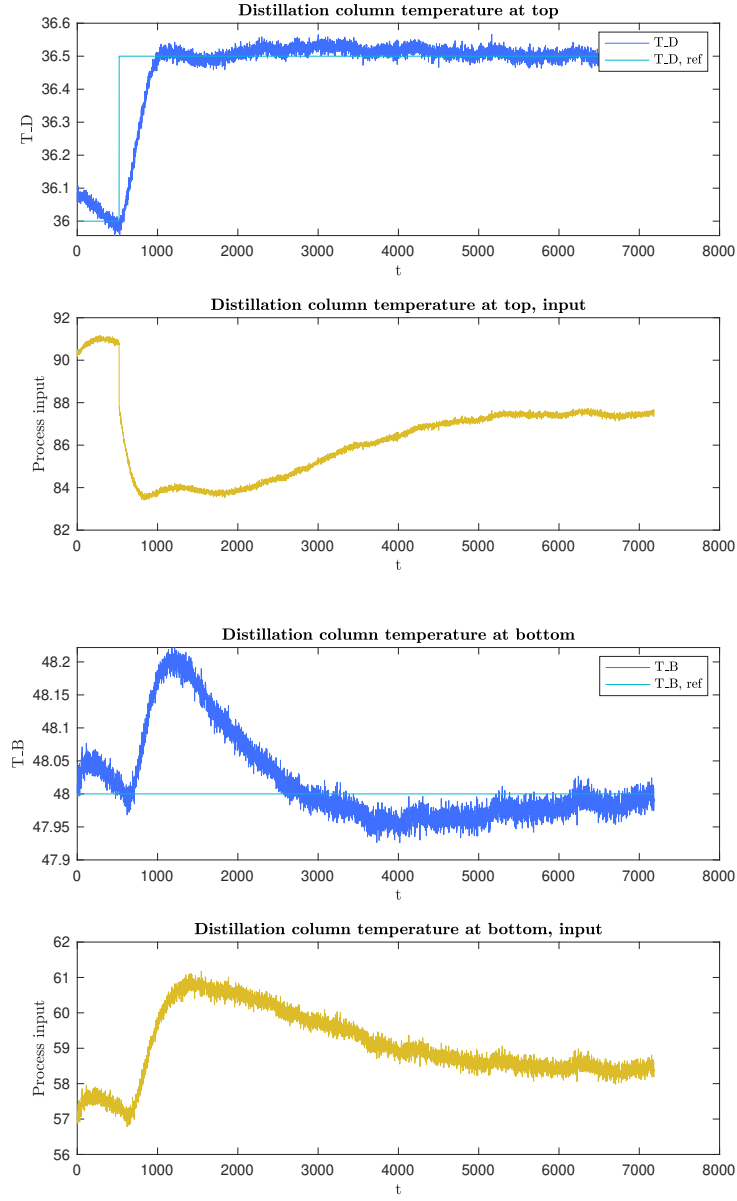 Distillation column temperature at top
36.6
36.5
36.4
36.3
36.2
36.1
36
T_D
T_D
T_D, ref
0 1000 2000 3000 4000 5000 6000 7000 8000
t
Distillation column temperature at top, input
92
90
88
86
84
82
Process input
0 1000 2000 3000 4000 5000 6000 7000 8000
t
Distillation column temperature at bottom
48.2
48.15
48.1
48.05
48
47.95
47.9
T_B
T_B
T_B, ref
0 1000 2000 3000 4000 5000 6000 7000 8000
t
Distillation column temperature at bottom, input
62
61
60
59
58
57
56
Process input
0 1000 2000 3000 4000 5000 6000 7000 8000
t